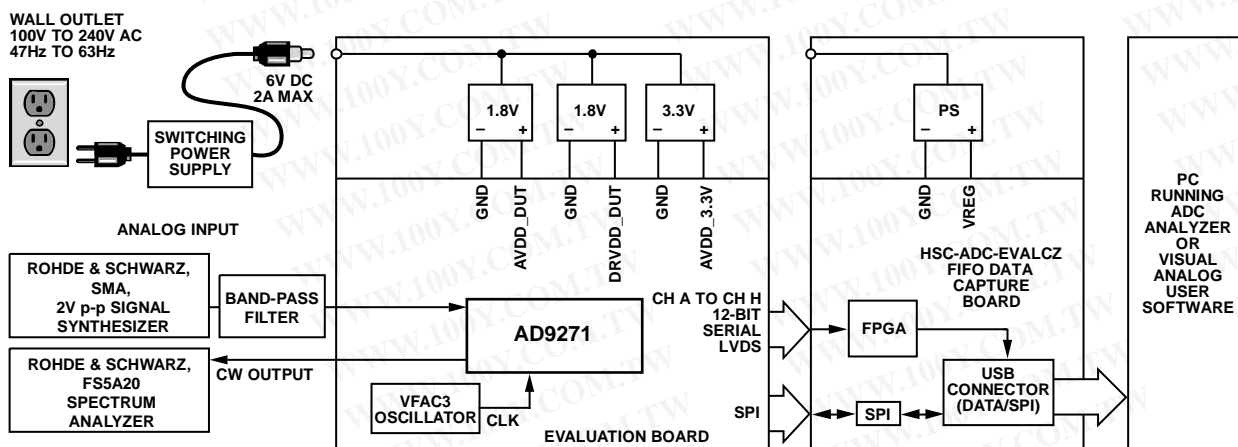 WALL OUTLET
100V TO 240V AC
47Hz TO 63Hz
6V DC
2A MAX
SWITCHING
POWER
SUPPLY
1.8V
– +
1.8V
– +
3.3V
– +
PS
– +
GND
AVDD_DUT
GND
DRVDD_DUT
GND
AVDD_3.3V
GND
VREG
ANALOG INPUT
ROHDE & SCHWARZ,
SMA,
2V p-p SIGNAL
SYNTHESIZER
BAND-PASS
FILTER
ROHDE & SCHWARZ,
FS5A20
SPECTRUM
ANALYZER
CW OUTPUT
AD9271
VFAC3
OSCILLATOR
CLK
EVALUATION BOARD
CH A TO CH H
12-BIT
SERIAL
LVDS
SPI
HSC-ADC-EVALCZ
FIFO DATA
CAPTURE
BOARD
FPGA
SPI
USB
CONNECTOR
(DATA/SPI)
PC
RUNNING
ADC
ANALYZER
OR
VISUAL
ANALOG
USER
SOFTWARE
WWW.100Y.COM.TW